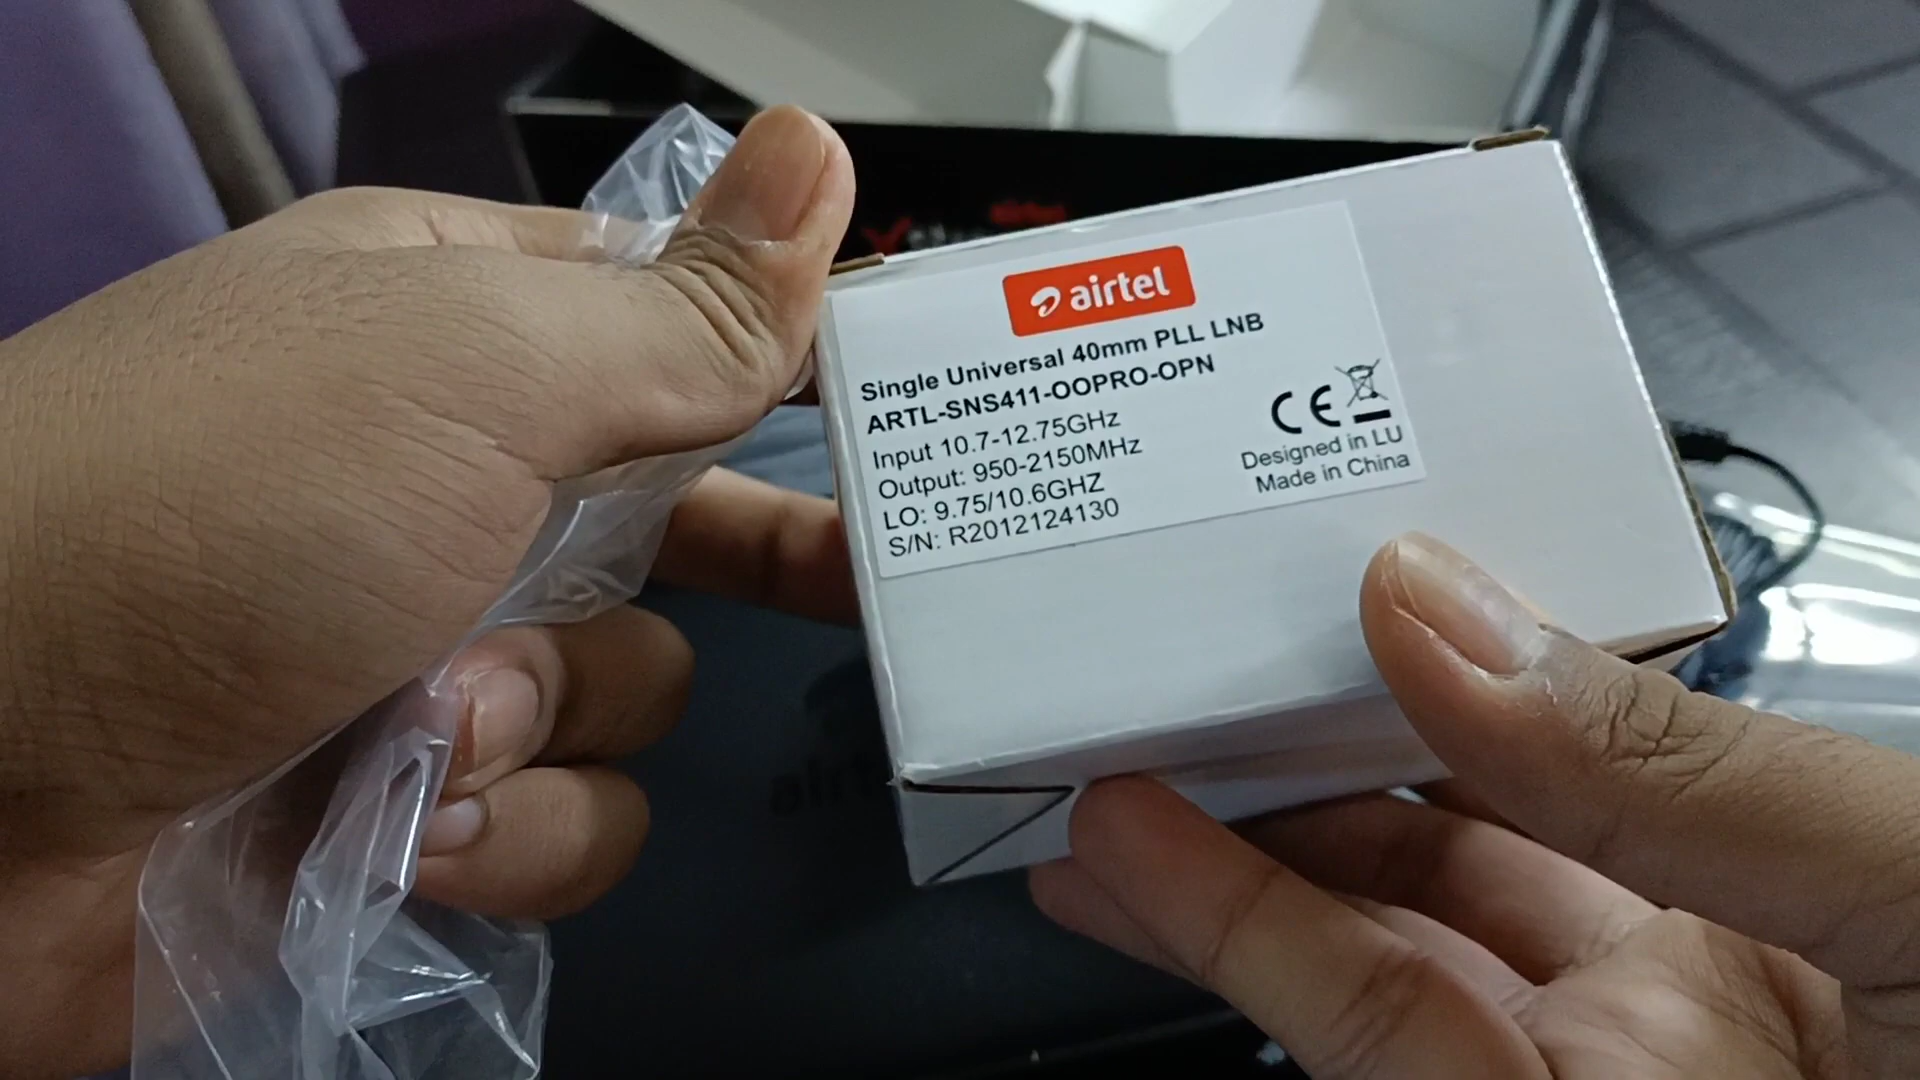 airtel
Single Universal 40mm PLL LNB
ARTL-SNS411-OOPRO-OPN
Input 10.7-12.75GHz
Output: 950-2150MHz
LO: 9.75/10.6GHZ
S/N: R2012124130
CE
Designed in LU
Made in China